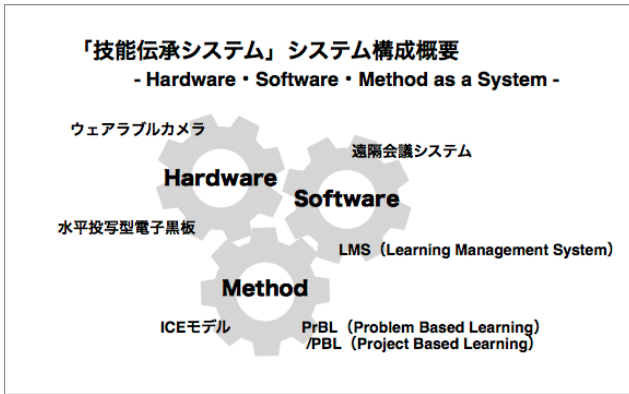 「技能伝承システム」システム構成概要
- Hardware・Software・Method as a System -
ウェアラブルカメラ
遠隔会議システム
Hardware
Software
水平投写型電子黒板
LMS（Learning Management System）
Method
ICEモデル
PrBL（Problem Based Learning）
/PBL（Project Based Learning）